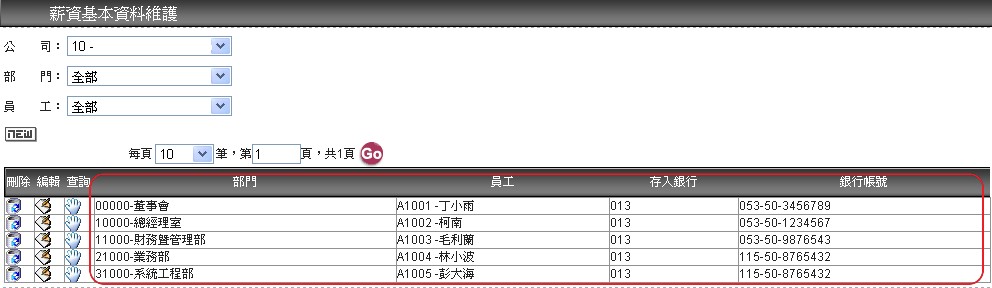 薪資基本資料維護
公 司： 10 -
部 門： 全部
員 工： 全部
NEW
每頁 10 筆，第 1 頁，共1頁 Go
刪除 編輯 查詢 部門 員工 存入銀行 銀行帳號
00000-董事會 A1001 -丁小雨 013 053-50-3456789
10000-總經理室 A1002 -柯南 013 053-50-1234567
11000-財務暨管理部 A1003 -毛利蘭 013 053-50-9876543
21000-業務部 A1004 -林小波 013 115-50-8765432
31000-系統工程部 A1005 -彭大海 013 115-50-8765432